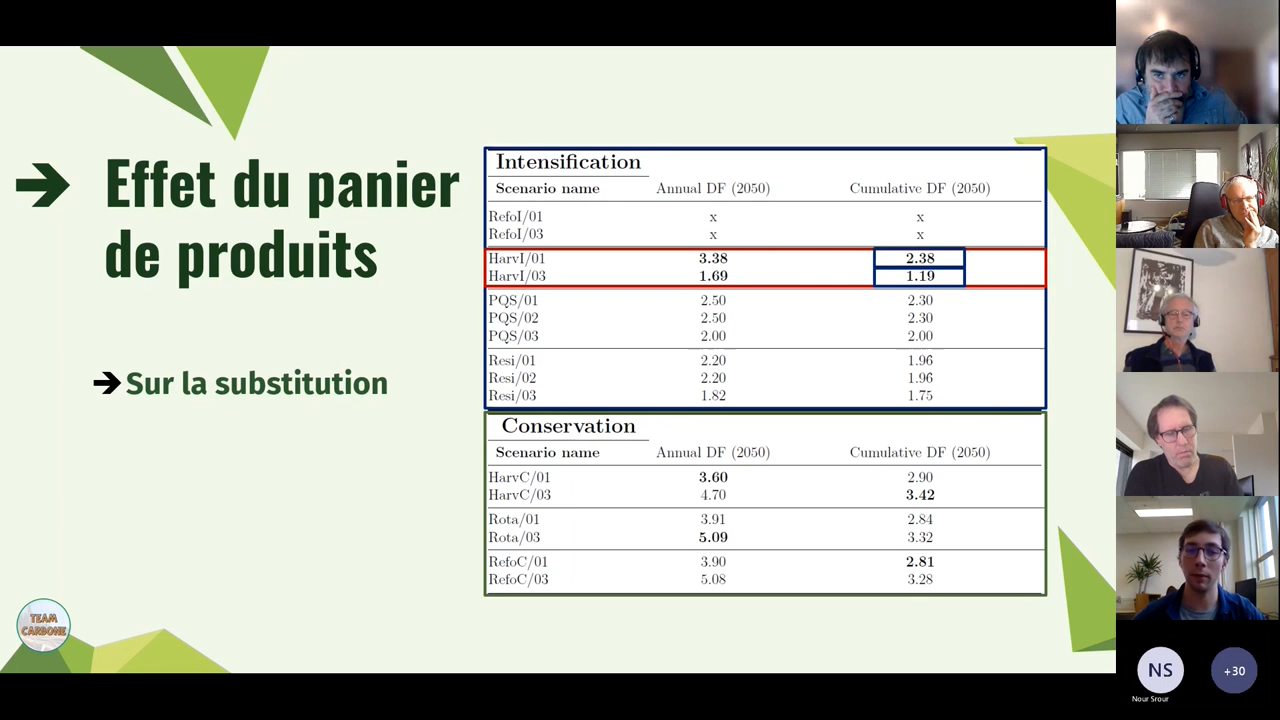 ➔ Effet du panier
de produits
➔ Sur la substitution
Intensification
Scenario name Annual DF (2050) Cumulative DF (2050)
RefoI/01 x x
RefoI/03 x x
HarvI/01 3.38 2.38
HarvI/03 1.69 1.19
PQS/01 2.50 2.30
PQS/02 2.50 2.30
PQS/03 2.00 2.00
Resi/01 2.20 1.96
Resi/02 2.20 1.96
Resi/03 1.82 1.75
Conservation
Scenario name Annual DF (2050) Cumulative DF (2050)
HarvC/01 3.60 2.90
HarvC/03 4.70 3.42
Rota/01 3.91 2.84
Rota/03 5.09 3.32
RefoC/01 3.90 2.81
RefoC/03 5.08 3.28
TEAM
CARBONE
NS
Nour Srour
+30